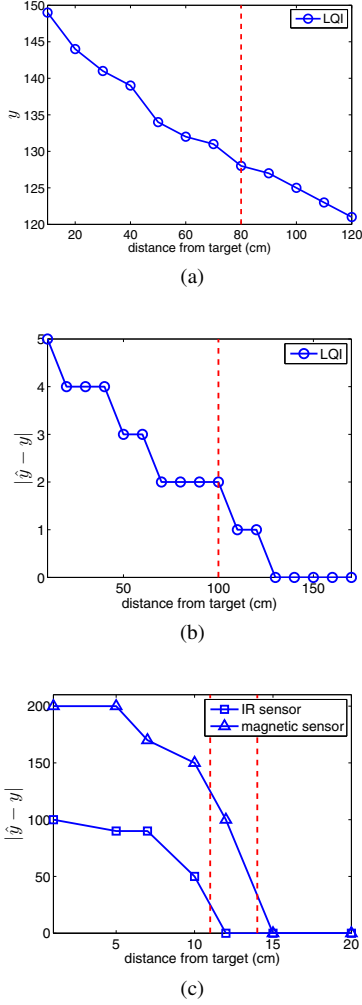 150
LQI
145
140
135
y
130
125
120
20 40 60 80 100 120
distance from target (cm)
(a)
5
LQI
4
3
|ŷ − y|
2
1
0
50 100 150
distance from target (cm)
(b)
200
IR sensor
magnetic sensor
150
|ŷ − y|
100
50
0
5 10 15 20
distance from target (cm)
(c)